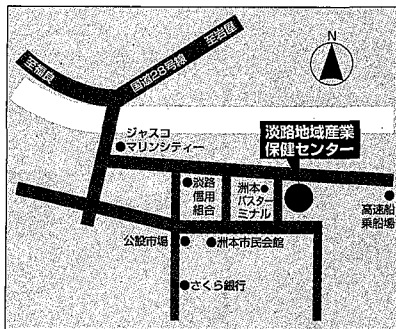 至福良
国道28号線
至岩屋
N
ジャスコ
マリンシティー
淡路地域産業
保健センター
淡路
信用
組合
洲本
バスター
ミナル
高速船
乗船場
公設市場
洲本市民会館
さくら銀行